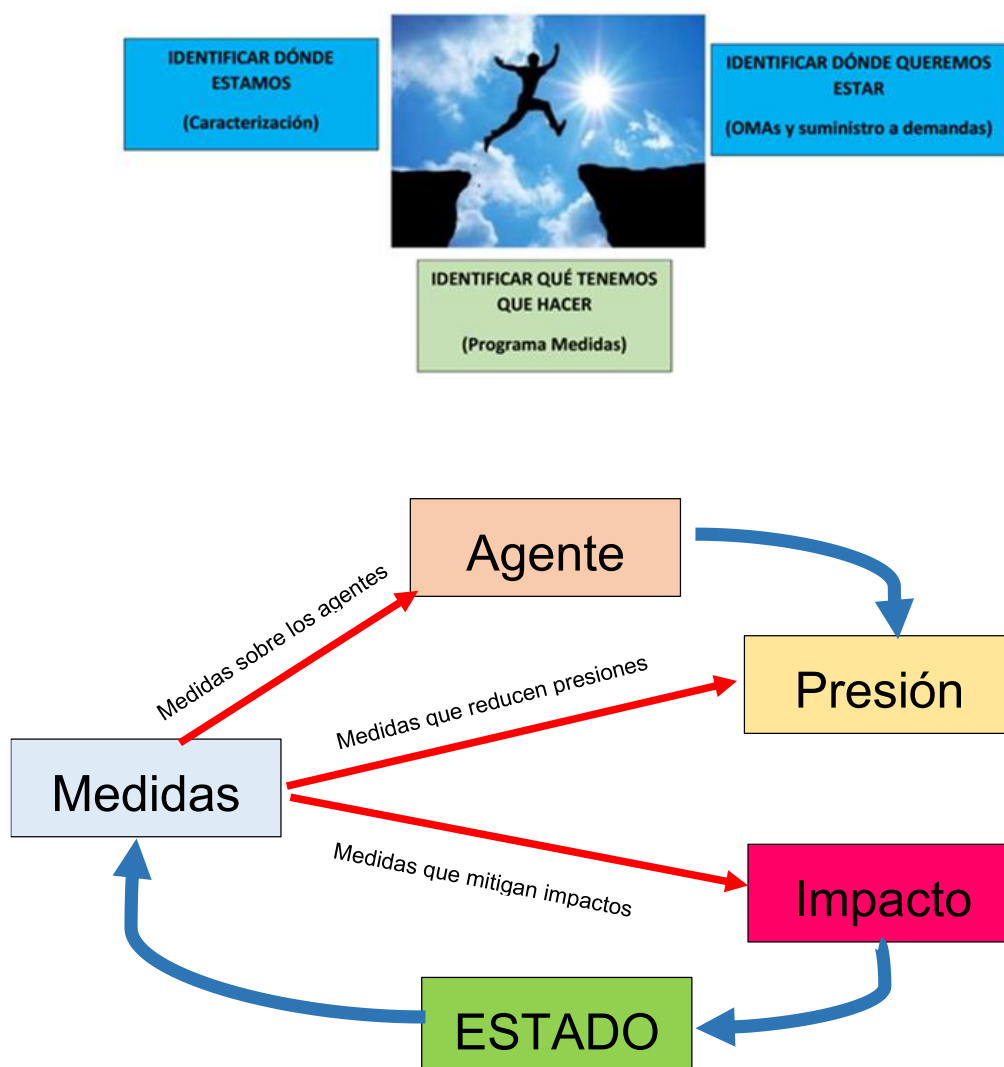 IDENTIFICAR DÓNDE
ESTAMOS
(Caracterización)
IDENTIFICAR DÓNDE QUEREMOS
ESTAR
(OMAs y suministro a demandas)
IDENTIFICAR QUÉ TENEMOS
QUE HACER
(Programa Medidas)
Agente
Medidas sobre los agentes
Presión
Medidas que reducen presiones
Medidas
Medidas que mitigan impactos
Impacto
ESTADO